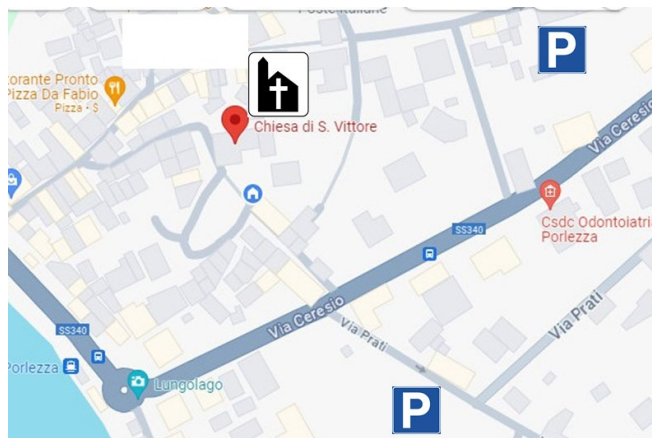 Poste Italiane
P
orante Pronto
Pizza Da Fabio
Pizza • $
Chiesa di S. Vittore
Via Ceresio
Csdc Odontoiatri
Porlezza
SS340
Via Ceresio
Via Prati
SS340
Via Prati
Porlezza
Lungolago
P